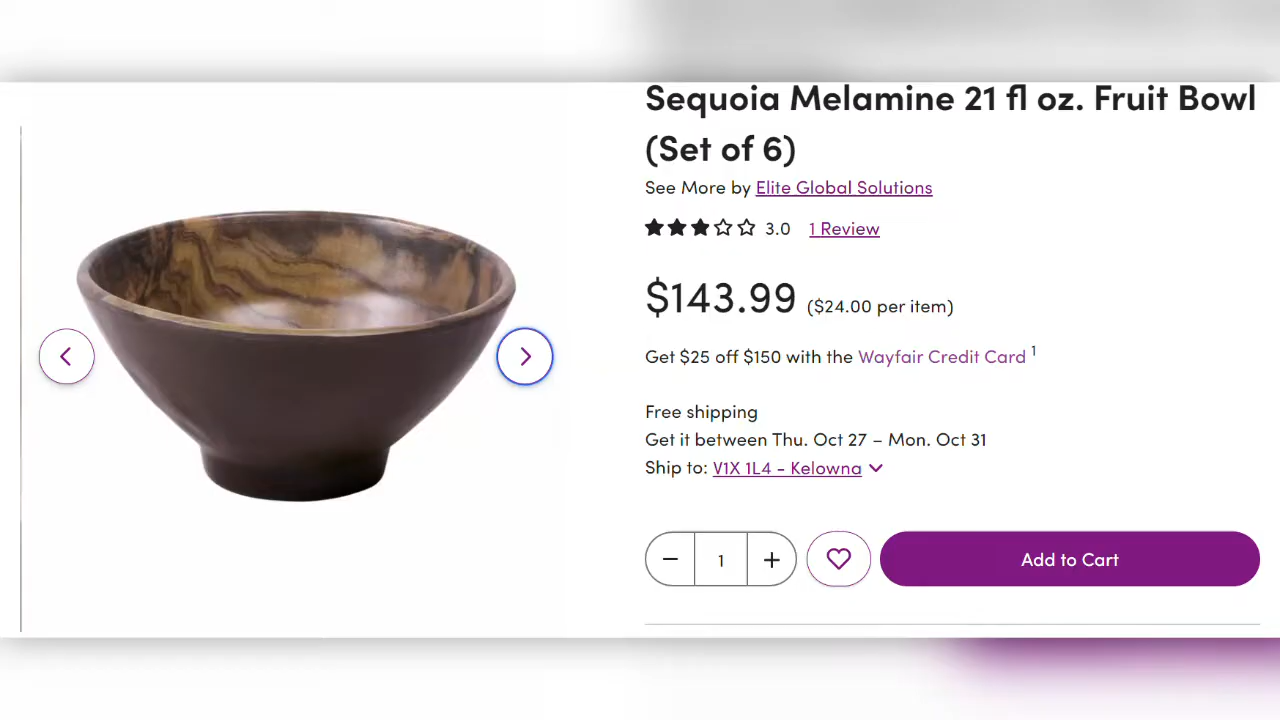 Sequoia Melamine 21 fl oz. Fruit Bowl
(Set of 6)
See More by Elite Global Solutions
3.0 1 Review
$143.99 ($24.00 per item)
Get $25 off $150 with the Wayfair Credit Card 1
Free shipping
Get it between Thu. Oct 27 – Mon. Oct 31
Ship to: V1X 1L4 - Kelowna
1
Add to Cart